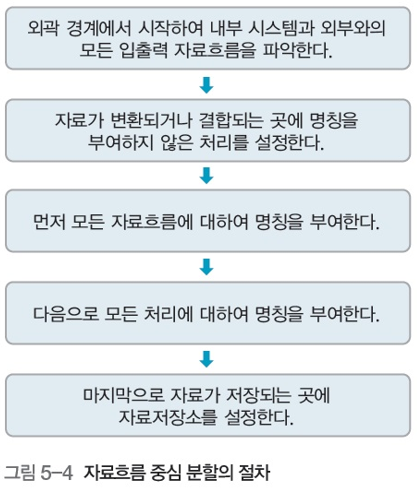 외곽 경계에서 시작하여 내부 시스템과 외부와의
모든 입출력 자료흐름을 파악한다.
자료가 변환되거나 결합되는 곳에 명칭을
부여하지 않은 처리를 설정한다.
먼저 모든 자료흐름에 대하여 명칭을 부여한다.
다음으로 모든 처리에 대하여 명칭을 부여한다.
마지막으로 자료가 저장되는 곳에
자료저장소를 설정한다.
그림 5-4 자료흐름 중심 분할의 절차